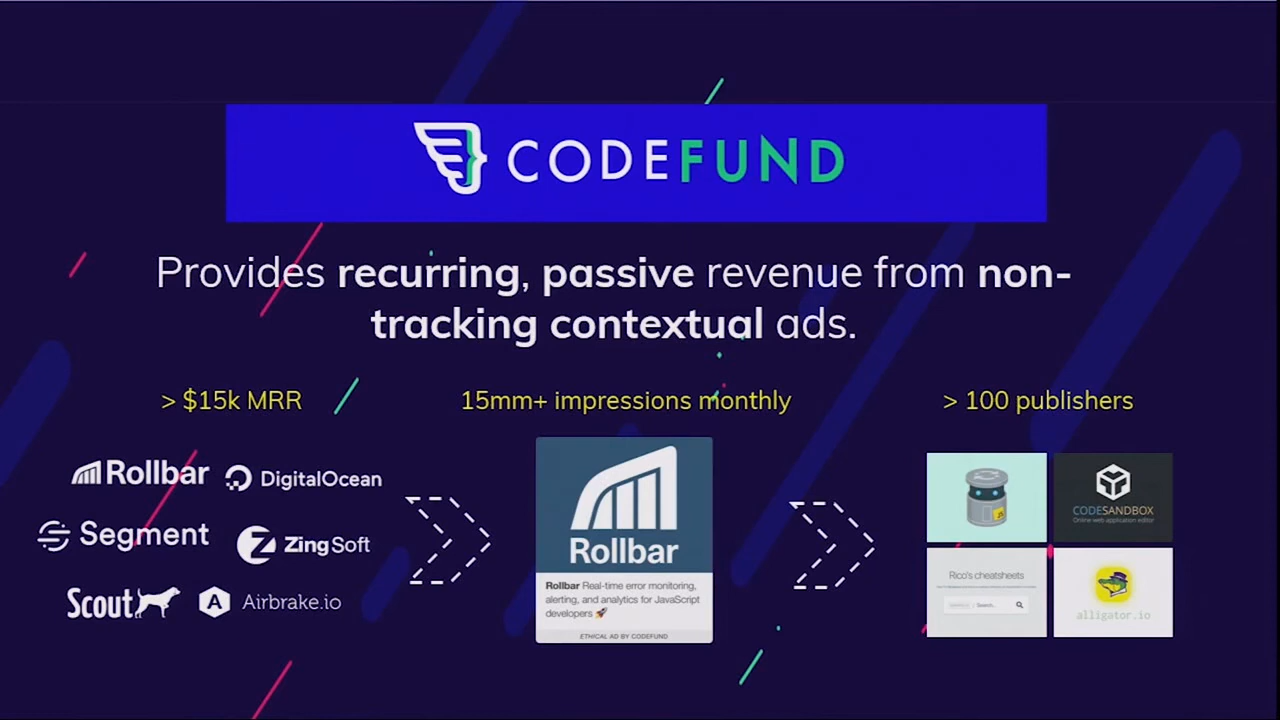 CODEFUND
Provides recurring, passive revenue from non-
tracking contextual ads.
> $15k MRR
15mm+ impressions monthly
> 100 publishers
Rollbar
DigitalOcean
Segment
Z ZingSoft
Scout
A Airbrake.io
Rollbar
Rollbar Real-time error monitoring,
alerting, and analytics for JavaScript
developers 🚀
ETHICAL AD BY CODEFUND
JS
CODESANDBOX
Online web application editor
Rico's cheatsheets
Search...
alligator.io